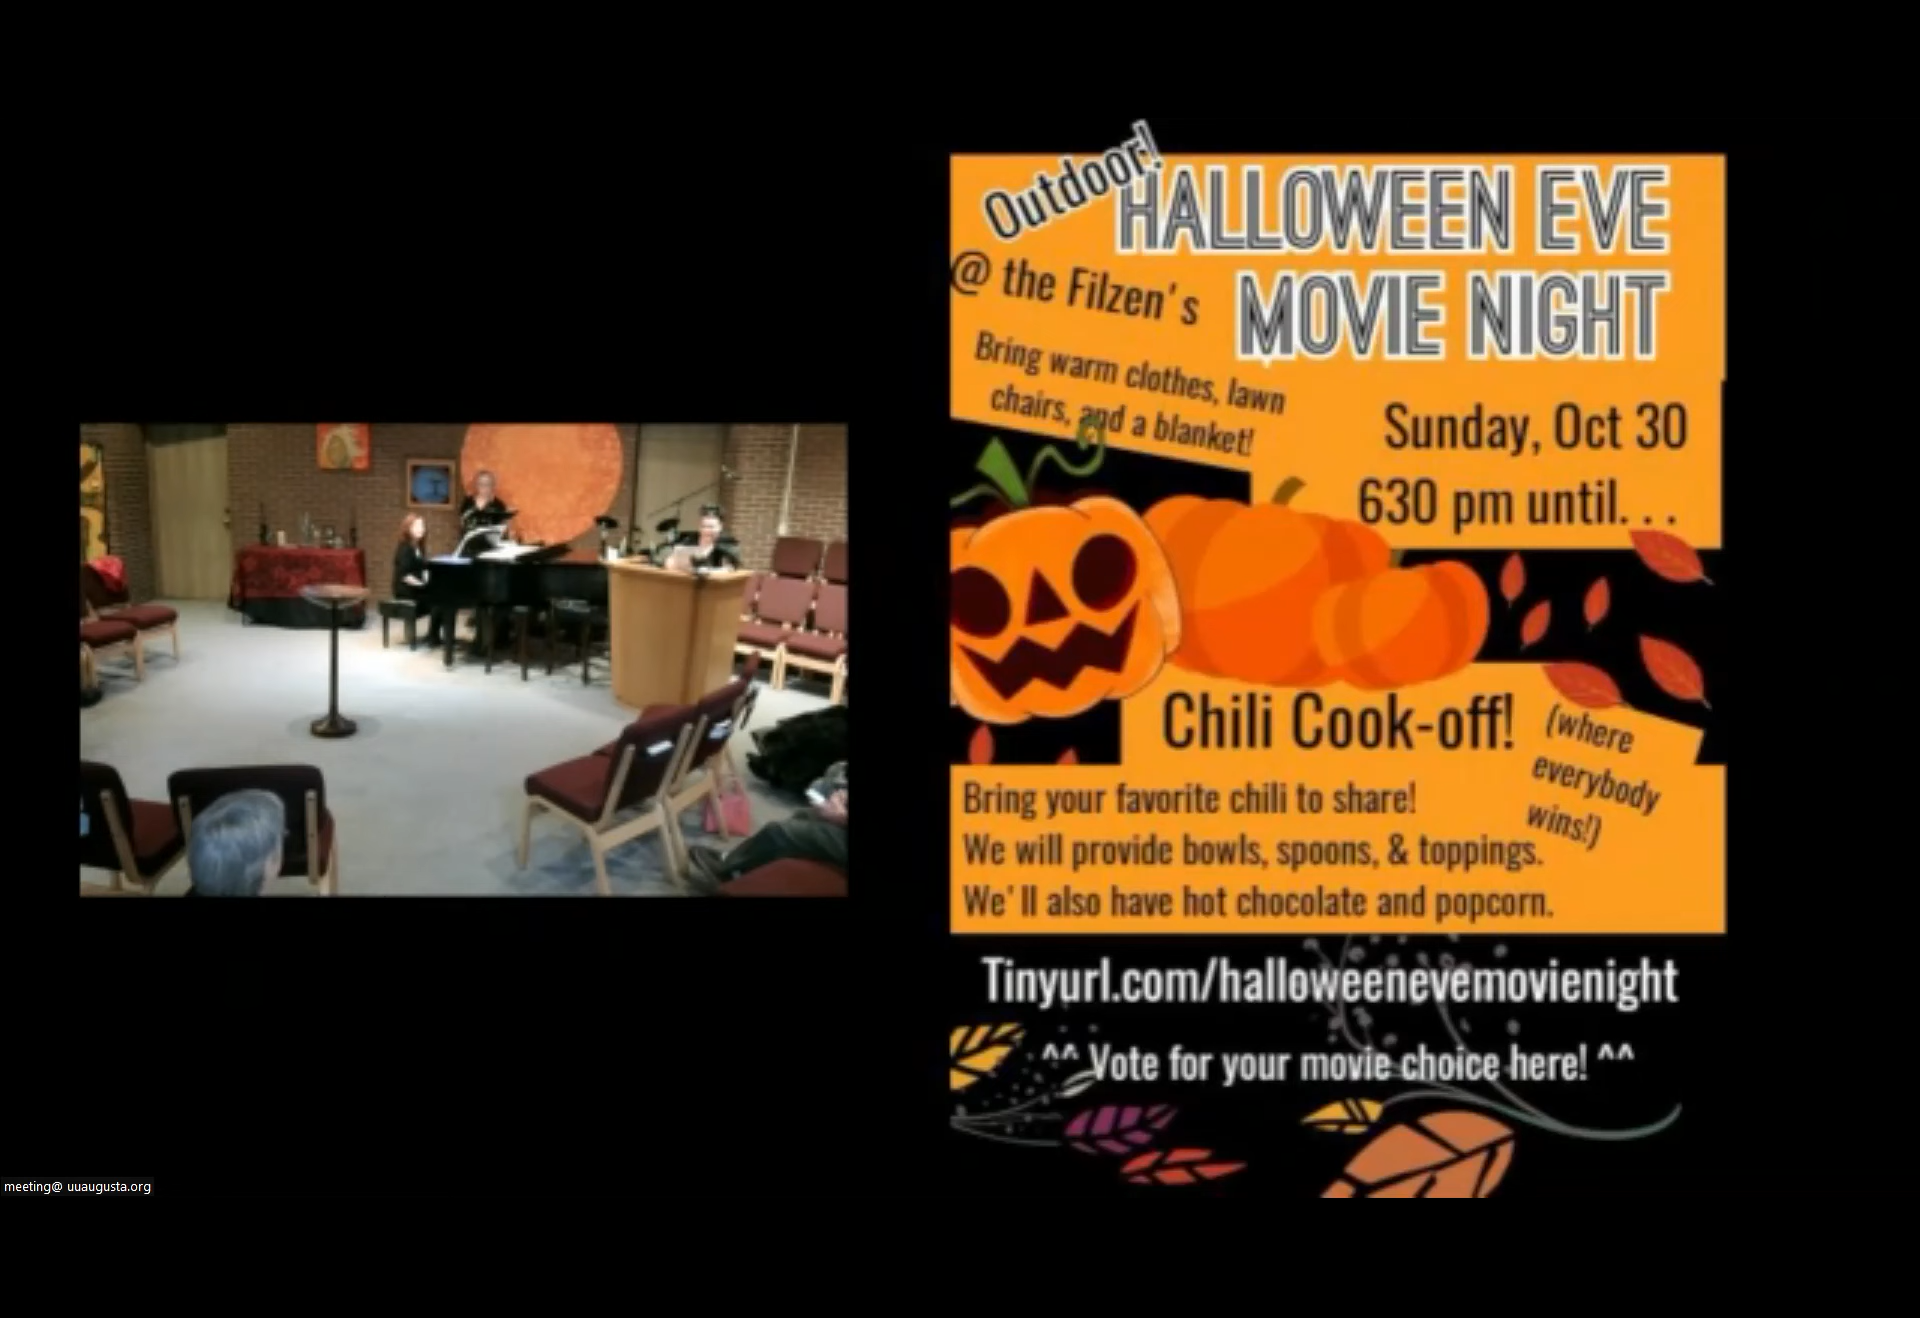 Outdoor!
HALLOWEEN EVE
MOVIE NIGHT
@ the Filzen's
Bring warm clothes, lawn
chairs, and a blanket!
Sunday, Oct 30
630 pm until. . .
Chili Cook-off!
(where
everybody
wins!)
Bring your favorite chili to share!
We will provide bowls, spoons, & toppings.
We'll also have hot chocolate and popcorn.
Tinyurl.com/halloweenevemovienight
^^ Vote for your movie choice here! ^^
meeting@ uuaugusta.org